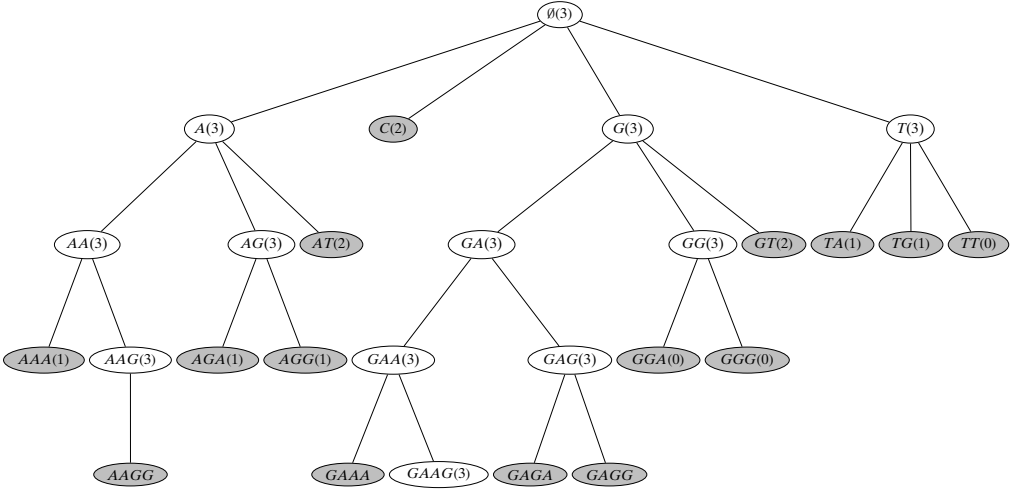 ∅(3)
A(3) C(2) G(3) T(3)
AA(3) AG(3) AT(2) GA(3) GG(3) GT(2) TA(1) TG(1) TT(0)
AAA(1) AAG(3) AGA(1) AGG(1) GAA(3) GAG(3) GGA(0) GGG(0)
AAGG GAAA GAAG(3) GAGA GAGG